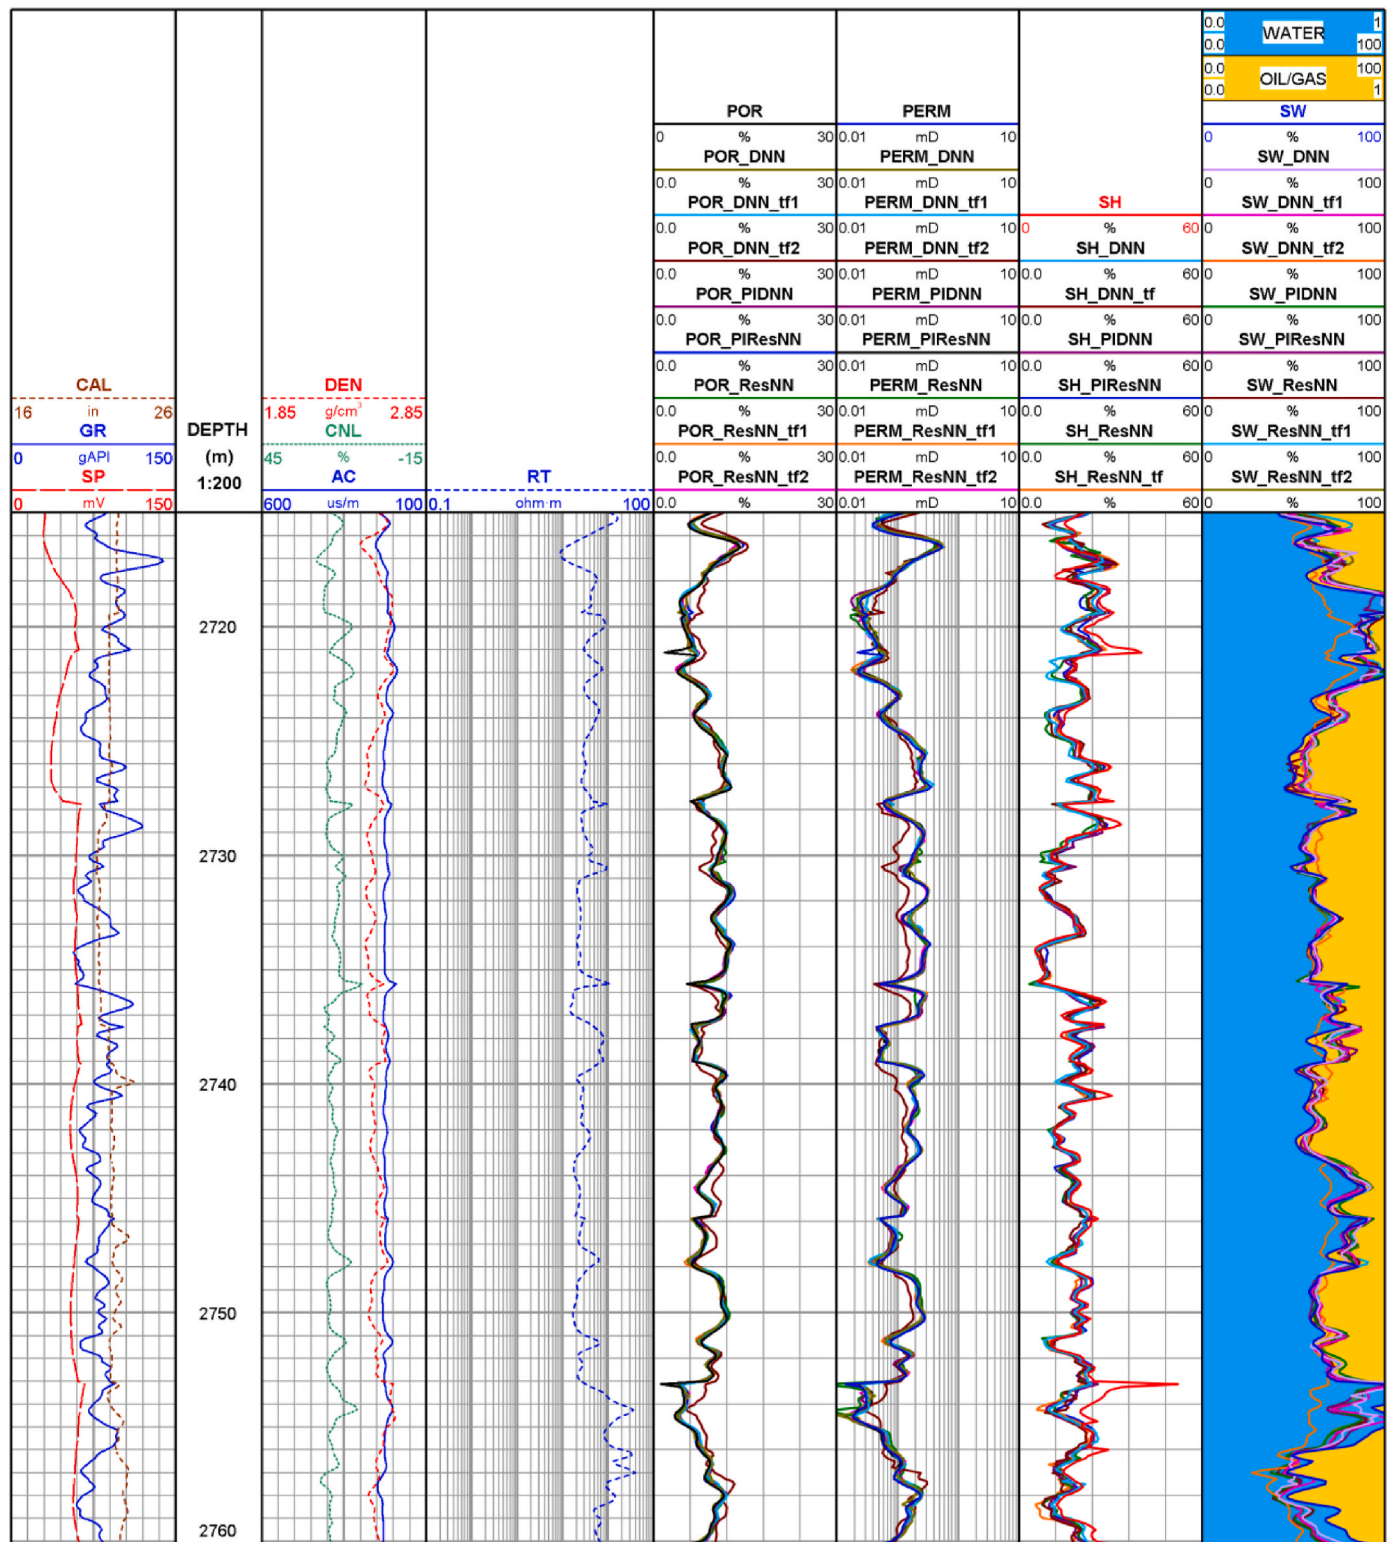 0.0 WATER 1
0.0 100
0.0 OIL/GAS 100
0.0 1
POR PERM SW
0 % 30 0.01 mD 10 0 % 100
POR_DNN PERM_DNN SW_DNN
0.0 % 30 0.01 mD 10 0 % 100
POR_DNN_tf1 PERM_DNN_tf1 SH SW_DNN_tf1
0.0 % 30 0.01 mD 10 0 % 60 0 % 100
POR_DNN_tf2 PERM_DNN_tf2 SH_DNN SW_DNN_tf2
0.0 % 30 0.01 mD 10 0.0 % 60 0 % 100
POR_PIDNN PERM_PIDNN SH_DNN_tf SW_PIDNN
0.0 % 30 0.01 mD 10 0.0 % 60 0 % 100
POR_PIResNN PERM_PIResNN SH_PIDNN SW_PIResNN
0.0 % 30 0.01 mD 10 0.0 % 60 0 % 100
CAL DEN POR_ResNN PERM_ResNN SH_PIResNN SW_ResNN
16 in 26 1.85 g/cm³ 2.85 0.0 % 30 0.01 mD 10 0.0 % 60 0 % 100
GR DEPTH CNL POR_ResNN_tf1 PERM_ResNN_tf1 SH_ResNN SW_ResNN_tf1
0 gAPI 150 (m) 45 % -15 0.0 % 30 0.01 mD 10 0.0 % 60 0 % 100
SP 1:200 AC RT POR_ResNN_tf2 PERM_ResNN_tf2 SH_ResNN_tf SW_ResNN_tf2
0 mV 150 600 us/m 100 0.1 ohm·m 100 0.0 % 30 0.01 mD 10 0.0 % 60 0 % 100
2720
2730
2740
2750
2760